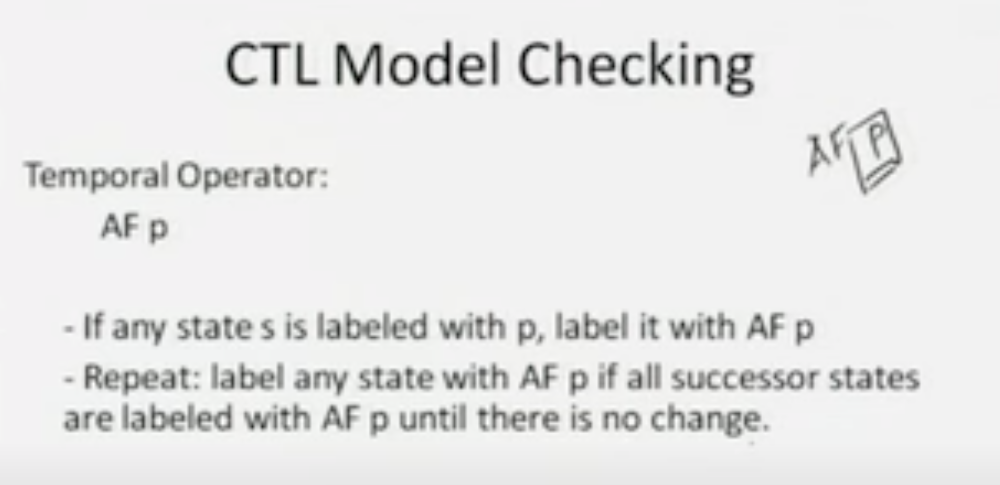 CTL Model Checking
AF P
Temporal Operator:
AF p
- If any state s is labeled with p, label it with AF p
- Repeat: label any state with AF p if all successor states
are labeled with AF p until there is no change.